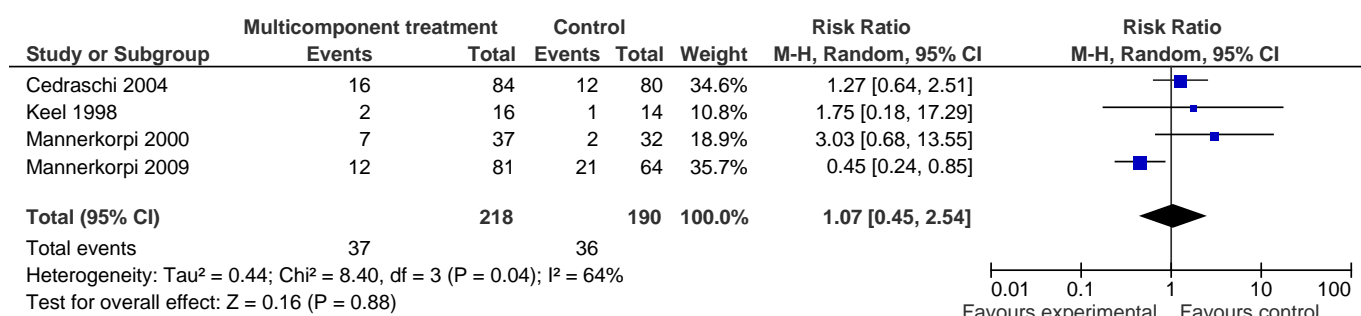 Multicomponent treatment Control Risk Ratio Risk Ratio
Study or Subgroup Events Total Events Total Weight M-H, Random, 95% CI M-H, Random, 95% CI
Cedraschi 2004 16 84 12 80 34.6% 1.27 [0.64, 2.51]
Keel 1998 2 16 1 14 10.8% 1.75 [0.18, 17.29]
Mannerkorpi 2000 7 37 2 32 18.9% 3.03 [0.68, 13.55]
Mannerkorpi 2009 12 81 21 64 35.7% 0.45 [0.24, 0.85]
Total (95% CI) 218 190 100.0% 1.07 [0.45, 2.54]
Total events 37 36
Heterogeneity: Tau² = 0.44; Chi² = 8.40, df = 3 (P = 0.04); I² = 64%
Test for overall effect: Z = 0.16 (P = 0.88)
0.01 0.1 1 10 100
Favours experimental Favours control